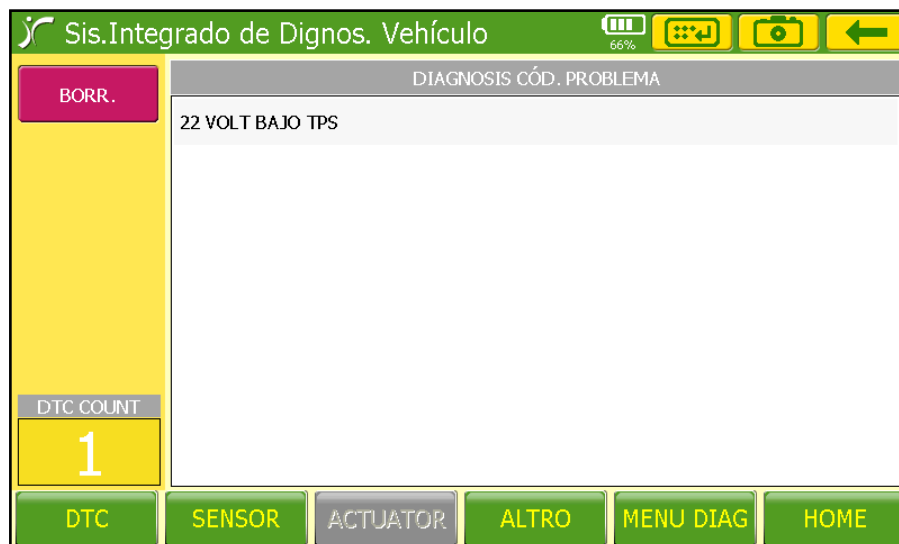 Sis.Integrado de Dignos. Vehículo
66%
BORR.
DIAGNOSIS CÓD. PROBLEMA
22 VOLT BAJO TPS
DTC COUNT
1
DTC
SENSOR
ACTUATOR
ALTRO
MENU DIAG
HOME